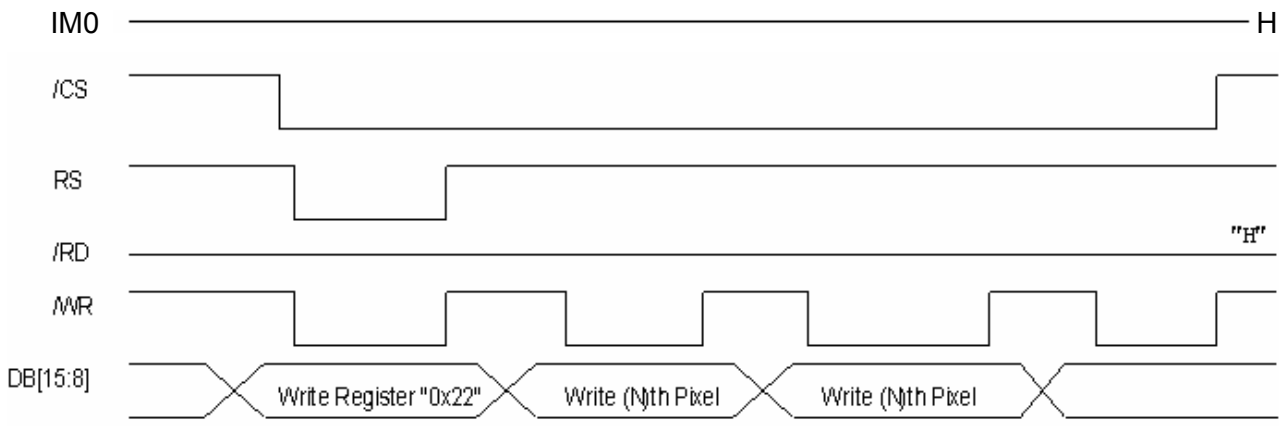 IM0 H
/CS
RS
/RD "H"
/WR
DB[15:8] Write Register "0x22" Write (N)th Pixel Write (N)th Pixel